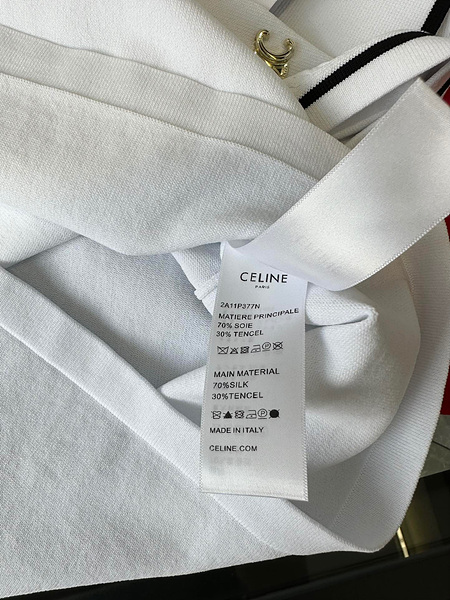 CELINE
PARIS
2A11P377N
MATIERE PRINCIPALE
70% SOIE
30% TENCEL
MAIN MATERIAL
70%SILK
30%TENCEL
MADE IN ITALY
CELINE.COM